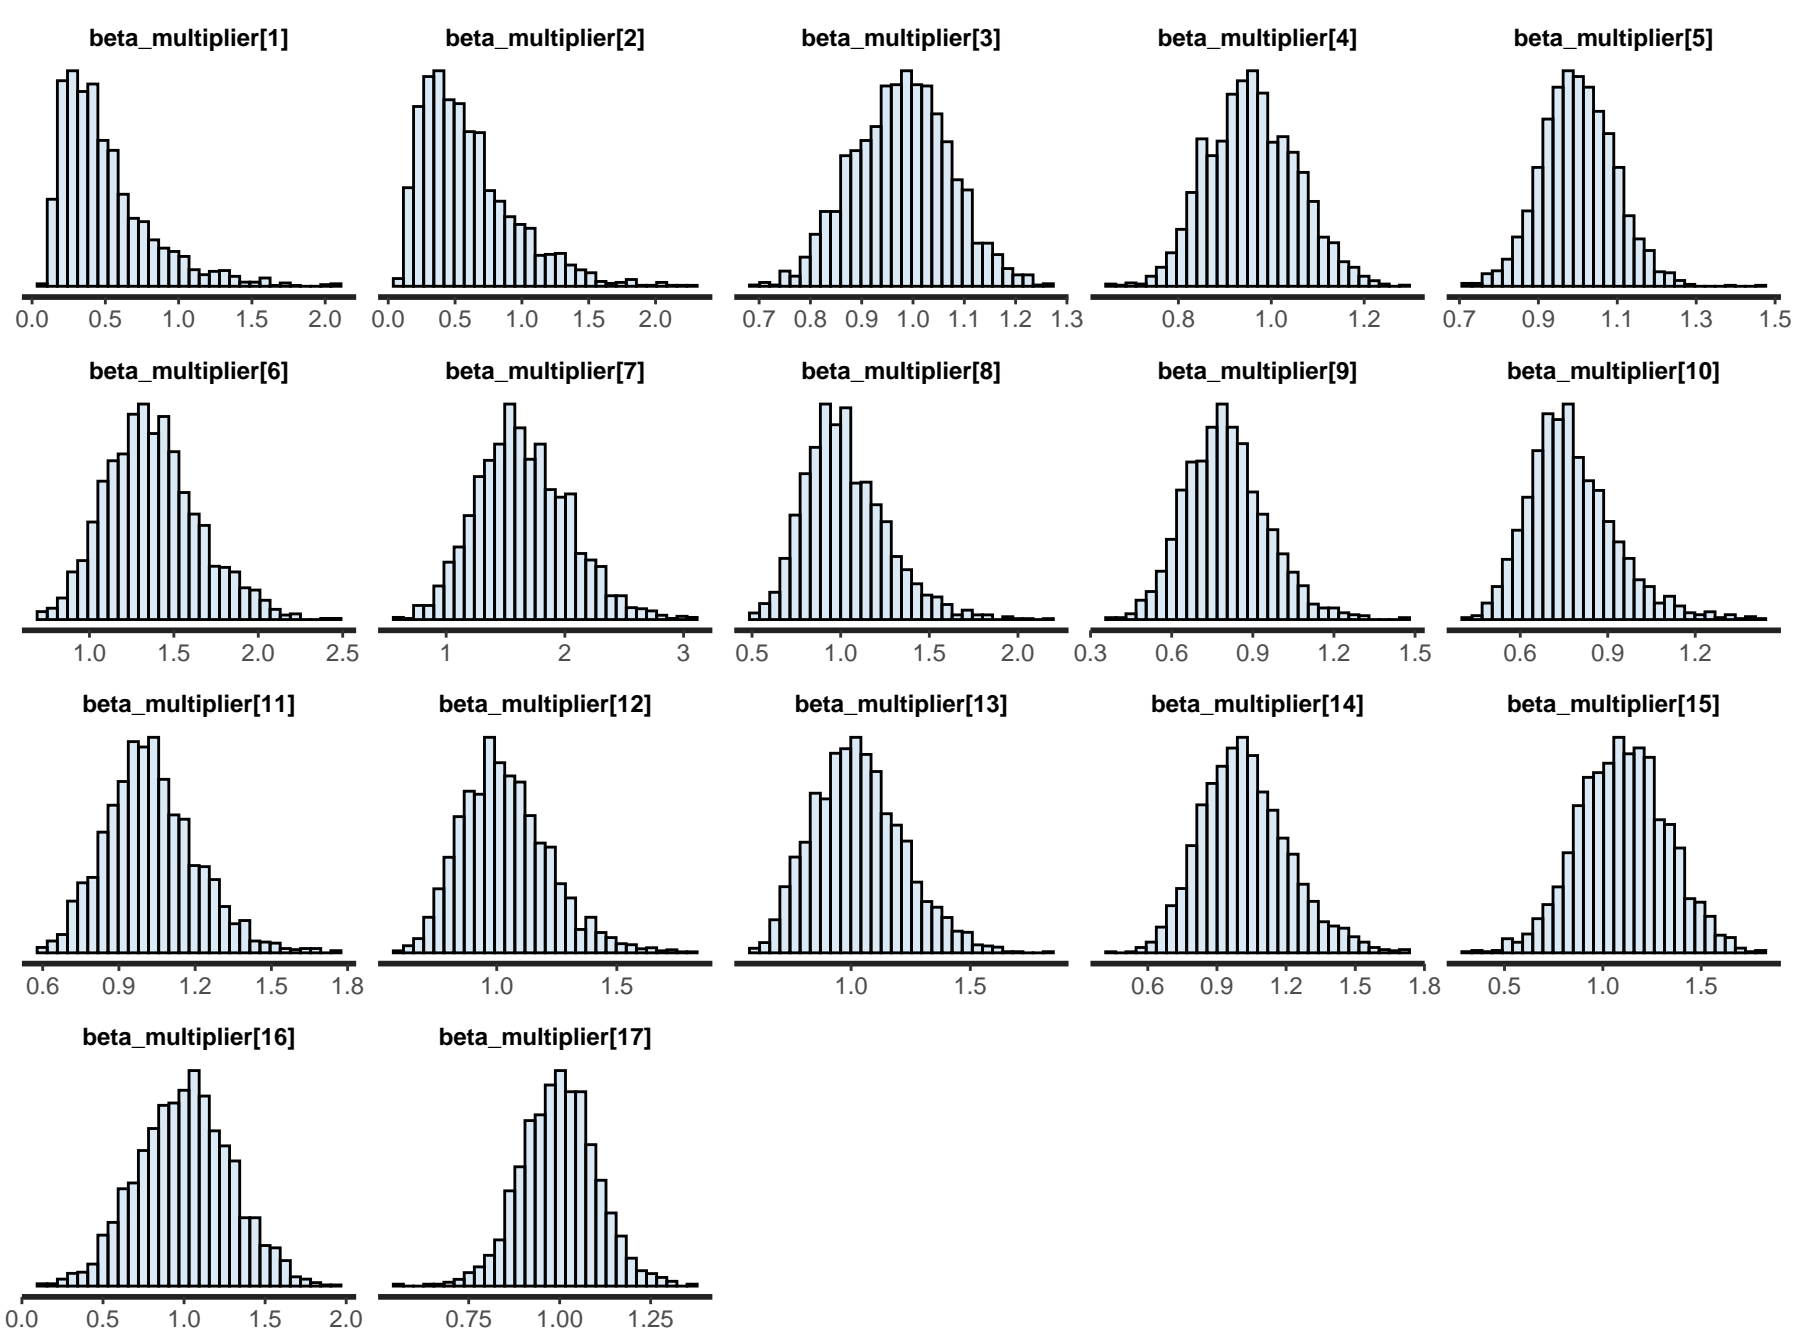 beta_multiplier[1] beta_multiplier[2] beta_multiplier[3] beta_multiplier[4] beta_multiplier[5]
0.0 0.5 1.0 1.5 2.0 0.0 0.5 1.0 1.5 2.0 0.7 0.8 0.9 1.0 1.1 1.2 1.3 0.8 1.0 1.2 0.7 0.9 1.1 1.3 1.5
beta_multiplier[6] beta_multiplier[7] beta_multiplier[8] beta_multiplier[9] beta_multiplier[10]
1.0 1.5 2.0 2.5 1 2 3 0.5 1.0 1.5 2.0 0.3 0.6 0.9 1.2 1.5 0.6 0.9 1.2
beta_multiplier[11] beta_multiplier[12] beta_multiplier[13] beta_multiplier[14] beta_multiplier[15]
0.6 0.9 1.2 1.5 1.8 1.0 1.5 1.0 1.5 0.6 0.9 1.2 1.5 1.8 0.5 1.0 1.5
beta_multiplier[16] beta_multiplier[17]
0.0 0.5 1.0 1.5 2.0 0.75 1.00 1.25